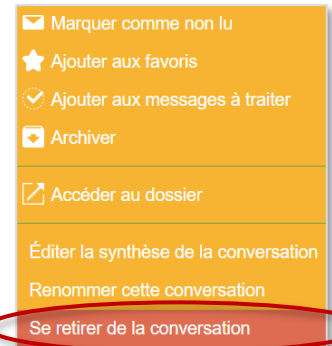 Marquer comme non lu
Ajouter aux favoris
Ajouter aux messages à traiter
Archiver
Accéder au dossier
Éditer la synthèse de la conversation
Renommer cette conversation
Se retirer de la conversation